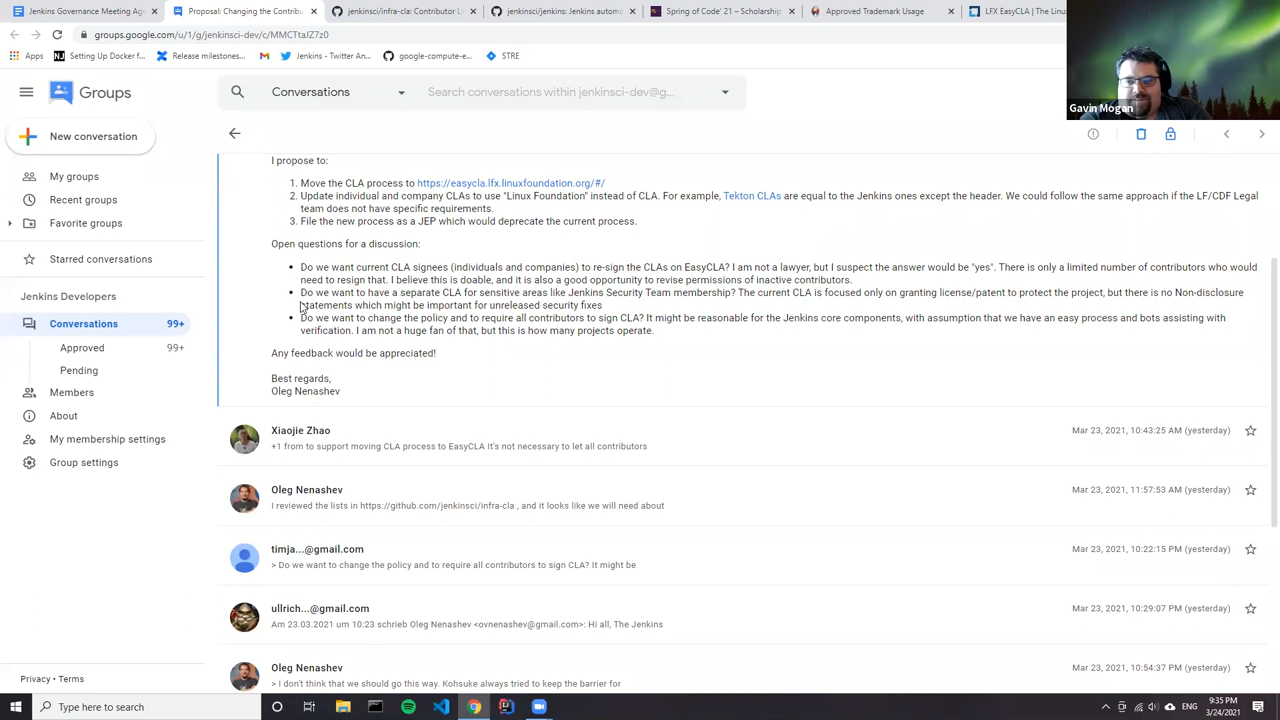 Jenkins Governance Meeting Age
Proposal: Changing the Contribu
jenkinsci/infra-cla: Contributor L
jenkinsci/jenkins: Jenkins automa
Spring of Code' 21 – Scholarship
Approved Trademark Usage
LFX EasyCLA | The Linu
groups.google.com/u/1/g/jenkinsci-dev/c/MMCTtaJZ7z0
Apps
Setting Up Docker f...
Release milestones...
Jenkins - Twitter An...
google-compute-e...
STRE
Gavin Mogan
Groups
Conversations
Search conversations within jenkinsci-dev@g...
New conversation
My groups
Recent groups
Favorite groups
Starred conversations
Jenkins Developers
Conversations 99+
Approved 99+
Pending
Members
About
My membership settings
Group settings
Privacy • Terms
I propose to:
1. Move the CLA process to https://easycla.lfx.linuxfoundation.org/#/
2. Update individual and company CLAs to use "Linux Foundation" instead of CLA. For example, Tekton CLAs are equal to the Jenkins ones except the header. We could follow the same approach if the LF/CDF Legal
team does not have specific requirements.
3. File the new process as a JEP which would deprecate the current process.
Open questions for a discussion:
• Do we want current CLA signees (individuals and companies) to re-sign the CLAs on EasyCLA? I am not a lawyer, but I suspect the answer would be "yes". There is only a limited number of contributors who would
need to resign that. I believe this is doable, and it is also a good opportunity to revise permissions of inactive contributors.
• Do we want to have a separate CLA for sensitive areas like Jenkins Security Team membership? The current CLA is focused only on granting license/patent to protect the project, but there is no Non-disclosure
statements which might be important for unreleased security fixes
• Do we want to change the policy and to require all contributors to sign CLA? It might be reasonable for the Jenkins core components, with assumption that we have an easy process and bots assisting with
verification. I am not a huge fan of that, but this is how many projects operate.
Any feedback would be appreciated!
Best regards,
Oleg Nenashev
Xiaojie Zhao
Mar 23, 2021, 10:43:25 AM (yesterday)
+1 from to support moving CLA process to EasyCLA It's not necessary to let all contributors
Oleg Nenashev
Mar 23, 2021, 11:57:53 AM (yesterday)
I reviewed the lists in https://github.com/jenkinsci/infra-cla , and it looks like we will need about
timja...@gmail.com
Mar 23, 2021, 10:22:15 PM (yesterday)
> Do we want to change the policy and to require all contributors to sign CLA? It might be
ullrich...@gmail.com
Mar 23, 2021, 10:29:07 PM (yesterday)
Am 23.03.2021 um 10:23 schrieb Oleg Nenashev <ovnenashev@gmail.com>: Hi all, The Jenkins
Oleg Nenashev
Mar 23, 2021, 10:54:37 PM (yesterday)
> I don't think that we should go this way. Kohsuke always tried to keep the barrier for
Type here to search
ENG
9:35 PM
3/24/2021